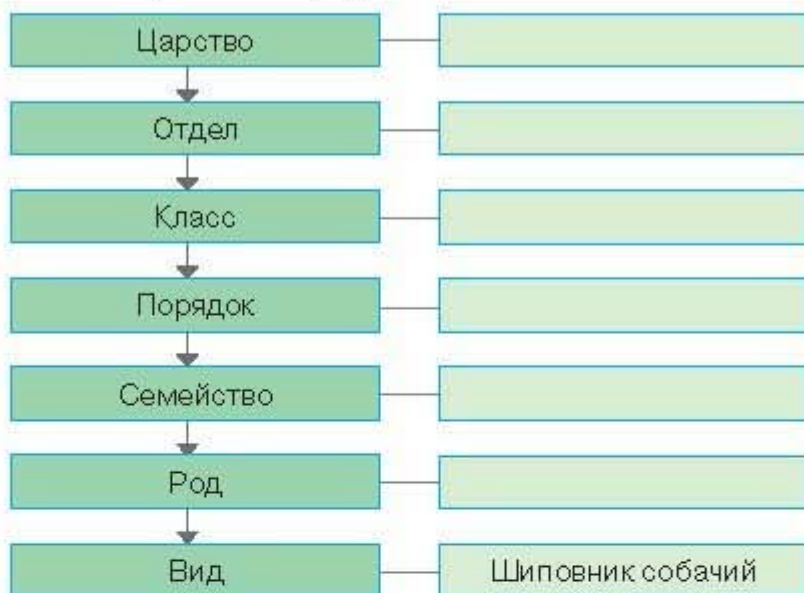 Царство
Отдел
Класс
Порядок
Семейство
Род
Вид
Шиповник собачий